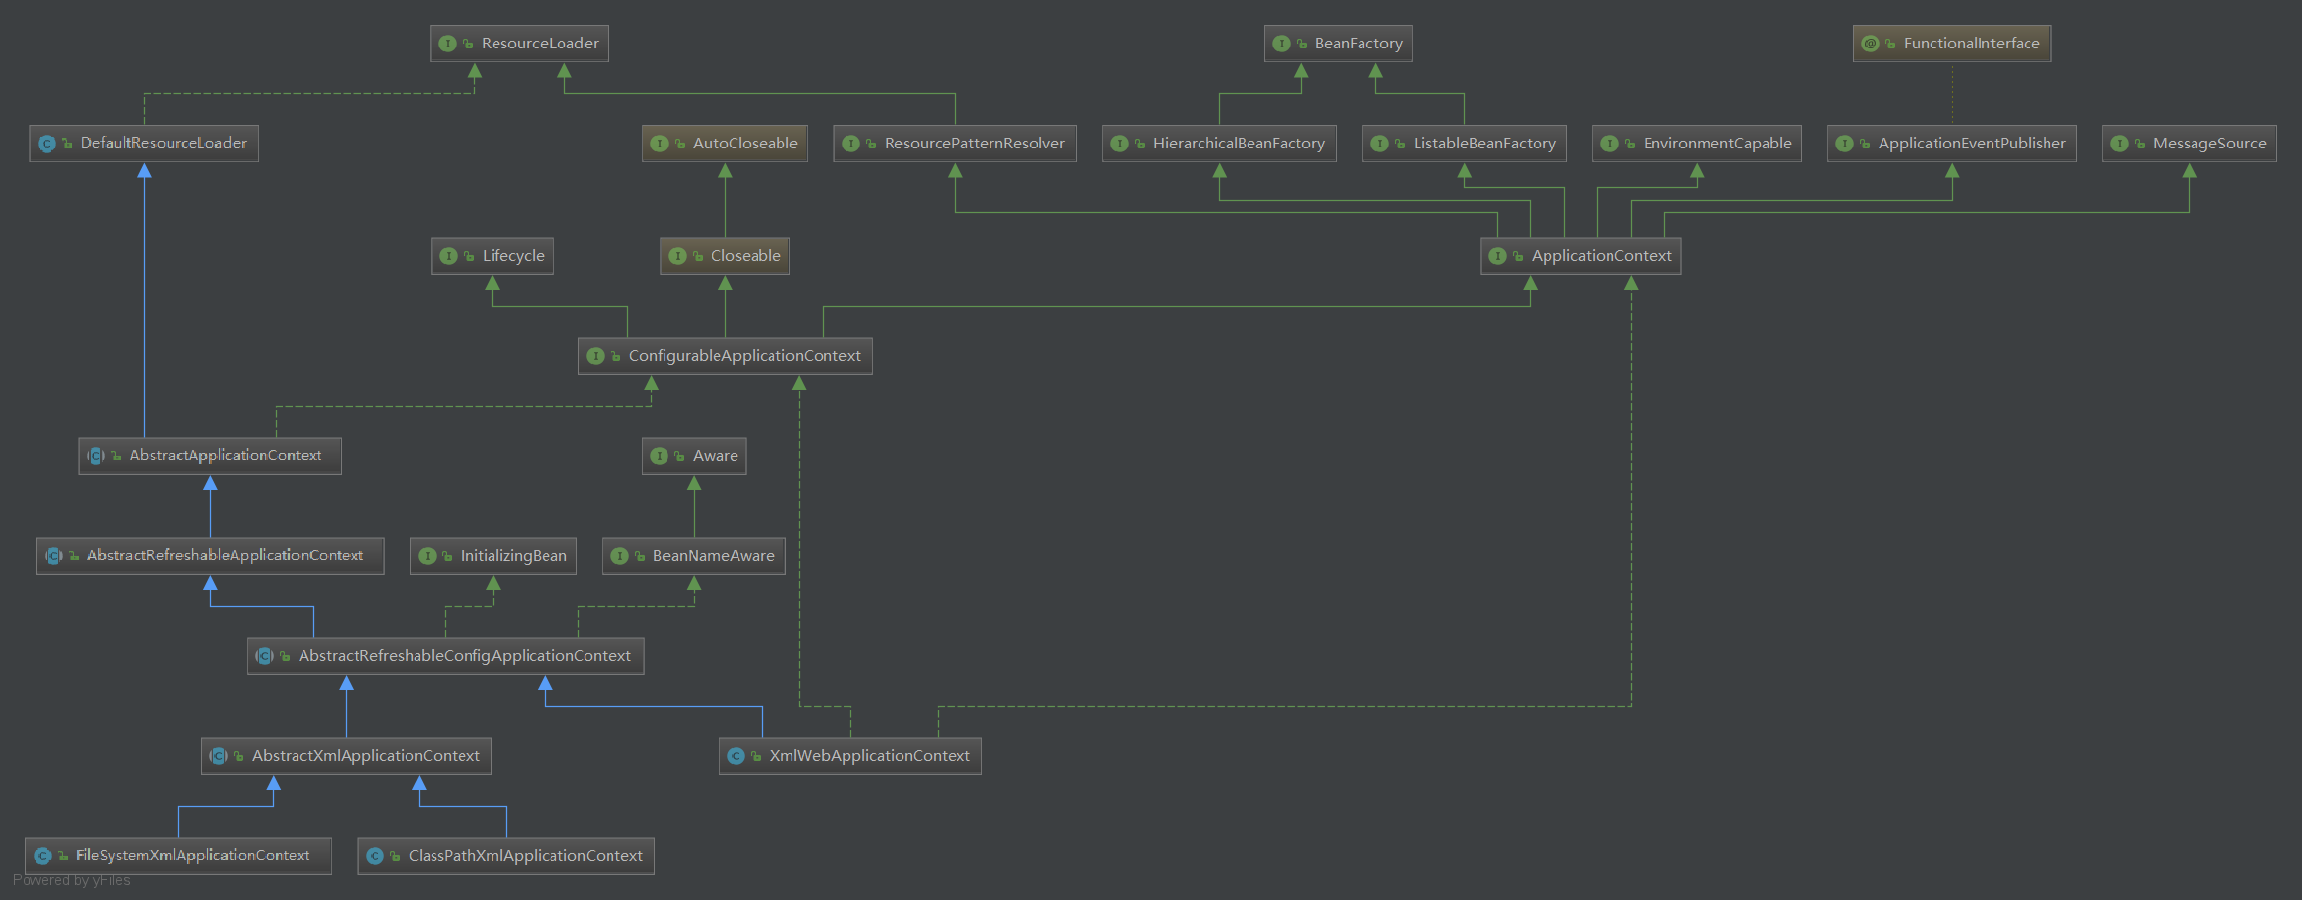 ResourceLoader
BeanFactory
FunctionalInterface
DefaultResourceLoader
AutoCloseable
ResourcePatternResolver
HierarchicalBeanFactory
ListableBeanFactory
EnvironmentCapable
ApplicationEventPublisher
MessageSource
Lifecycle
Closeable
ApplicationContext
ConfigurableApplicationContext
AbstractApplicationContext
Aware
AbstractRefreshableApplicationContext
InitializingBean
BeanNameAware
AbstractRefreshableConfigApplicationContext
AbstractXmlApplicationContext
XmlWebApplicationContext
FileSystemXmlApplicationContext
ClassPathXmlApplicationContext
Powered by yFiles